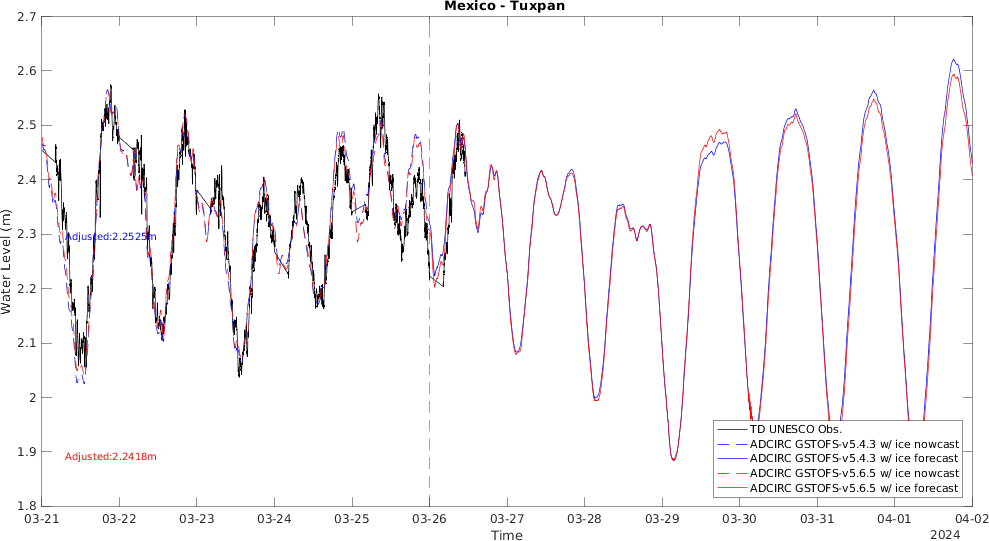 Mexico - Tuxpan
Water Level (m)
2.7
2.6
2.5
2.4
2.3
2.2
2.1
2
1.9
1.8
Adjusted:2.2525m
Adjusted:2.2418m
TD UNESCO Obs.
ADCIRC GSTOFS-v5.4.3 w/ ice nowcast
ADCIRC GSTOFS-v5.4.3 w/ ice forecast
ADCIRC GSTOFS-v5.6.5 w/ ice nowcast
ADCIRC GSTOFS-v5.6.5 w/ ice forecast
03-21 03-22 03-23 03-24 03-25 03-26 03-27 03-28 03-29 03-30 03-31 04-01 04-02
Time
2024